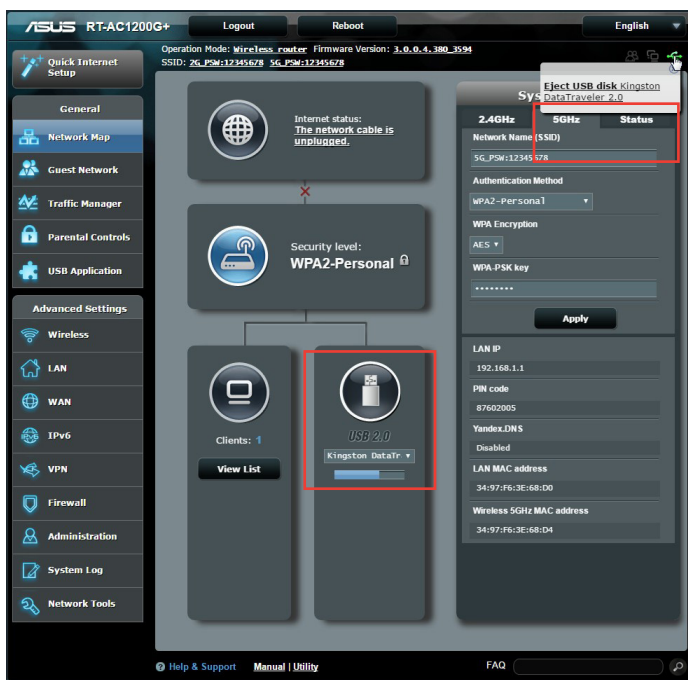 ASUS RT-AC1200G+ Logout Reboot English
Quick Internet
Setup
Operation Mode: Wireless router Firmware Version: 3.0.0.4.380_3594
SSID: 2G_PSW:12345678 5G_PSW:12345678
Eject USB disk Kingston
DataTraveler 2.0
General
Network Map
Guest Network
Traffic Manager
Parental Controls
USB Application
Advanced Settings
Wireless
LAN
WAN
IPv6
VPN
Firewall
Administration
System Log
Network Tools
Internet status:
The network cable is
unplugged.
Security level:
WPA2-Personal
Clients: 1
View List
USB 2.0
Kingston DataTr
Sys
2.4GHz 5GHz Status
Network Name (SSID)
5G_PSW:12345678
Authentication Method
WPA2-Personal
WPA Encryption
AES
WPA-PSK key
••••••••
Apply
LAN IP
192.168.1.1
PIN code
87602005
Yandex.DNS
Disabled
LAN MAC address
34:97:F6:3E:68:D0
Wireless 5GHz MAC address
34:97:F6:3E:68:D4
Help & Support Manual | Utility FAQ